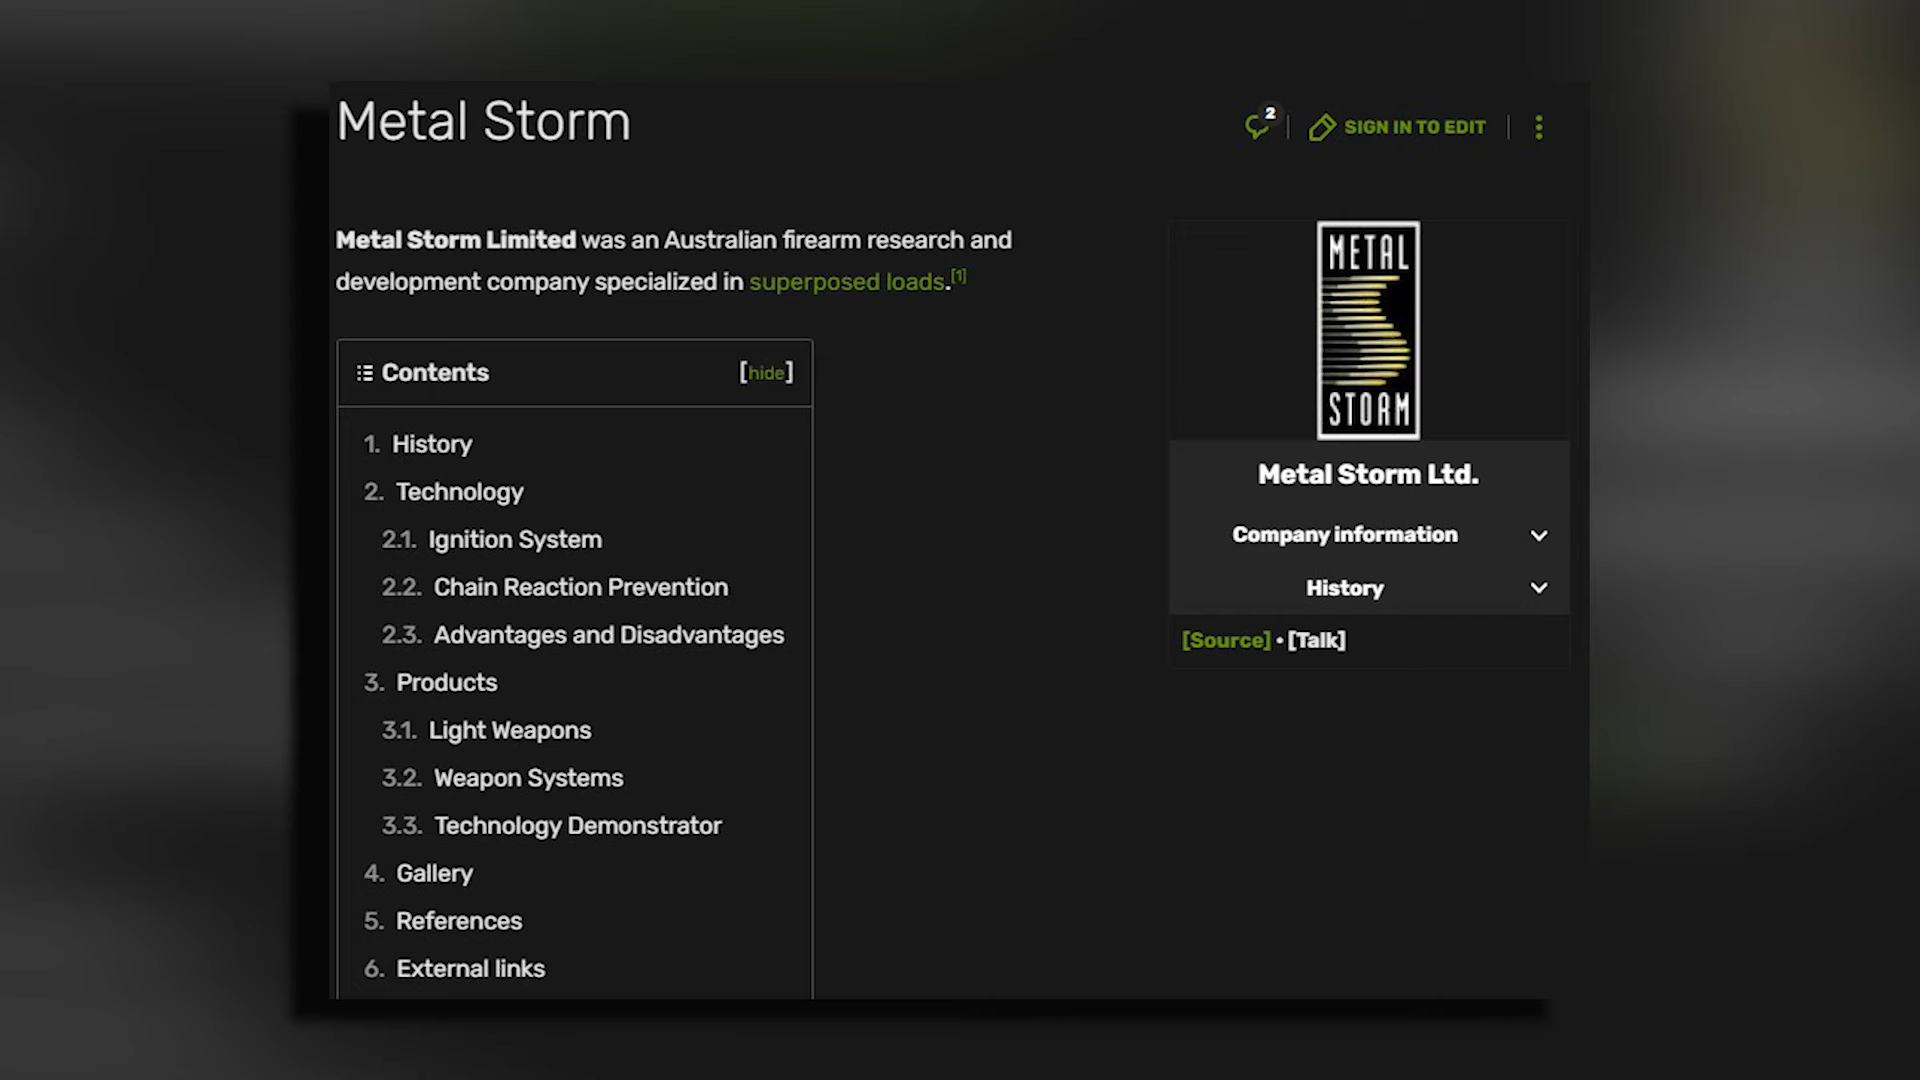 Metal Storm
2
SIGN IN TO EDIT
Metal Storm Limited was an Australian firearm research and
development company specialized in superposed loads.[1]
Contents [hide]
1. History
2. Technology
2.1. Ignition System
2.2. Chain Reaction Prevention
2.3. Advantages and Disadvantages
3. Products
3.1. Light Weapons
3.2. Weapon Systems
3.3. Technology Demonstrator
4. Gallery
5. References
6. External links
METAL
STORM
Metal Storm Ltd.
Company information
History
[Source] • [Talk]